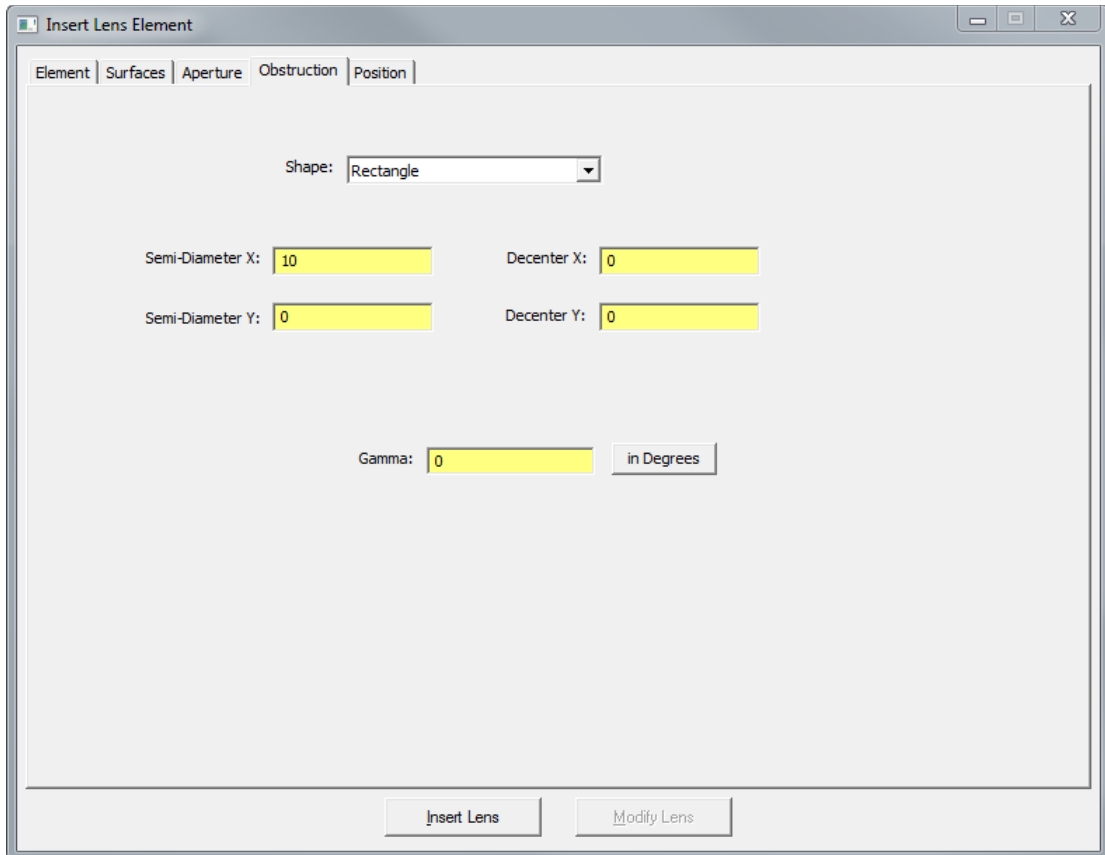 Insert Lens Element
Element Surfaces Aperture Obstruction Position
Shape: Rectangle
Semi-Diameter X: 10 Decenter X: 0
Semi-Diameter Y: 0 Decenter Y: 0
Gamma: 0 in Degrees
Insert Lens Modify Lens